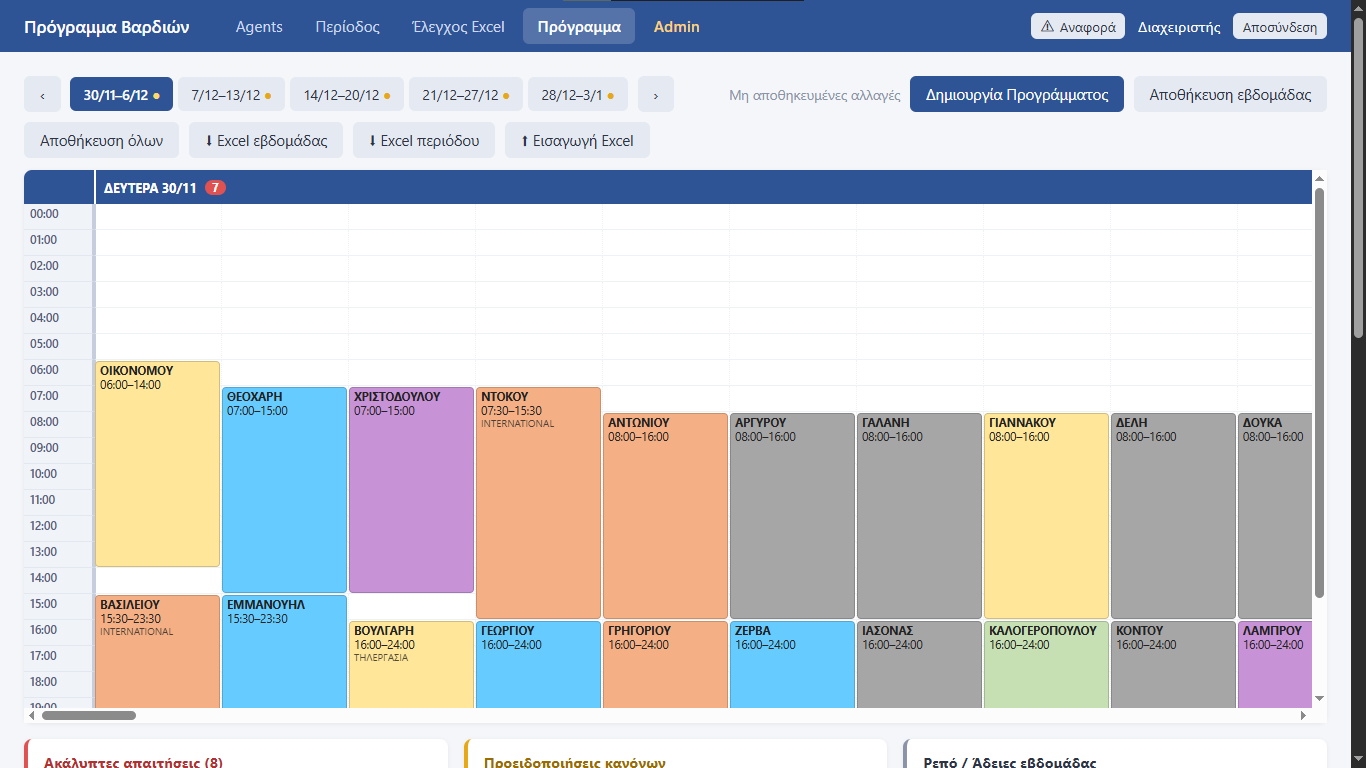 Πρόγραμμα Βαρδιών Agents Περίοδος Έλεγχος Excel Πρόγραμμα Admin ⚠ Αναφορά Διαχειριστής Αποσύνδεση
‹ 30/11–6/12 ● 7/12–13/12 ● 14/12–20/12 ● 21/12–27/12 ● 28/12–3/1 ● › Μη αποθηκευμένες αλλαγές Δημιουργία Προγράμματος Αποθήκευση εβδομάδας
Αποθήκευση όλων ⬇ Excel εβδομάδας ⬇ Excel περιόδου ⬆ Εισαγωγή Excel
ΔΕΥΤΕΡΑ 30/11 7
00:00
01:00
02:00
03:00
04:00
05:00
06:00 ΟΙΚΟΝΟΜΟΥ
06:00–14:00
07:00 ΘΕΟΧΑΡΗ ΧΡΙΣΤΟΔΟΥΛΟΥ ΝΤΟΚΟΥ
07:00–15:00 07:00–15:00 07:30–15:30
INTERNATIONAL
08:00 ΑΝΤΩΝΙΟΥ ΑΡΓΥΡΟΥ ΓΑΛΑΝΗ ΓΙΑΝΝΑΚΟΥ ΔΕΛΗ ΔΟΥΚΑ
08:00–16:00 08:00–16:00 08:00–16:00 08:00–16:00 08:00–16:00 08:00–16:00
09:00
10:00
11:00
12:00
13:00
14:00
15:00 ΒΑΣΙΛΕΙΟΥ ΕΜΜΑΝΟΥΗΛ
15:30–23:30 15:30–23:30
INTERNATIONAL
16:00 ΒΟΥΛΓΑΡΗ ΓΕΩΡΓΙΟΥ ΓΡΗΓΟΡΙΟΥ ΖΕΡΒΑ ΙΑΣΟΝΑΣ ΚΑΛΟΓΕΡΟΠΟΥΛΟΥ ΚΟΝΤΟΥ ΛΑΜΠΡΟΥ
16:00–24:00 16:00–24:00 16:00–24:00 16:00–24:00 16:00–24:00 16:00–24:00 16:00–24:00 16:00–24:00
17:00 ΤΗΛΕΡΓΑΣΙΑ
18:00
19:00
Ακάλυπτες απαιτήσεις (8) Προειδοποιήσεις κανόνων Ρεπό / Άδειες εβδομάδας